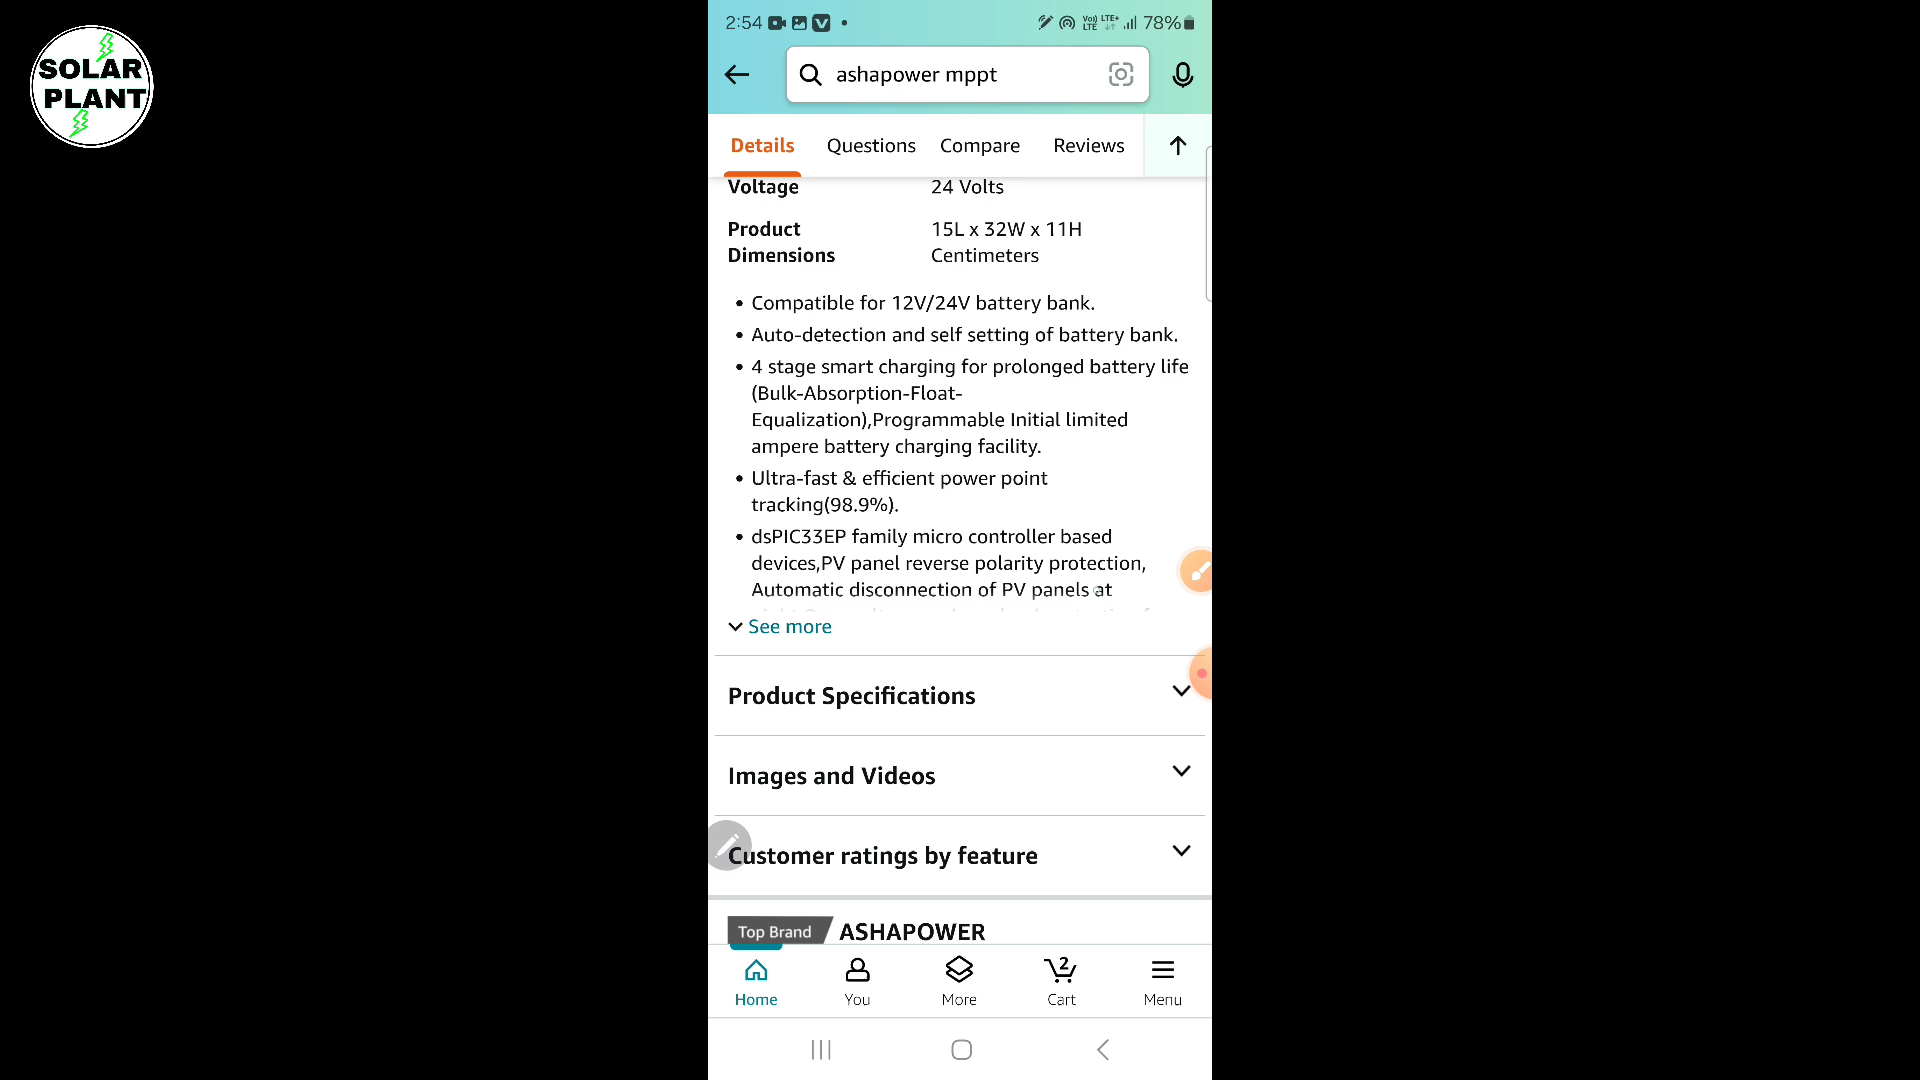 SOLAR
PLANT
2:54
Vo))
LTE
LTE+
78%
ashapower mppt
Details
Questions
Compare
Reviews
Voltage
24 Volts
Product
Dimensions
15L x 32W x 11H
Centimeters
• Compatible for 12V/24V battery bank.
• Auto-detection and self setting of battery bank.
• 4 stage smart charging for prolonged battery life
(Bulk-Absorption-Float-
Equalization),Programmable Initial limited
ampere battery charging facility.
• Ultra-fast & efficient power point
tracking(98.9%).
• dsPIC33EP family micro controller based
devices,PV panel reverse polarity protection,
Automatic disconnection of PV panels at
See more
Product Specifications
Images and Videos
Customer ratings by feature
Top Brand
ASHAPOWER
2
Home
You
More
Cart
Menu